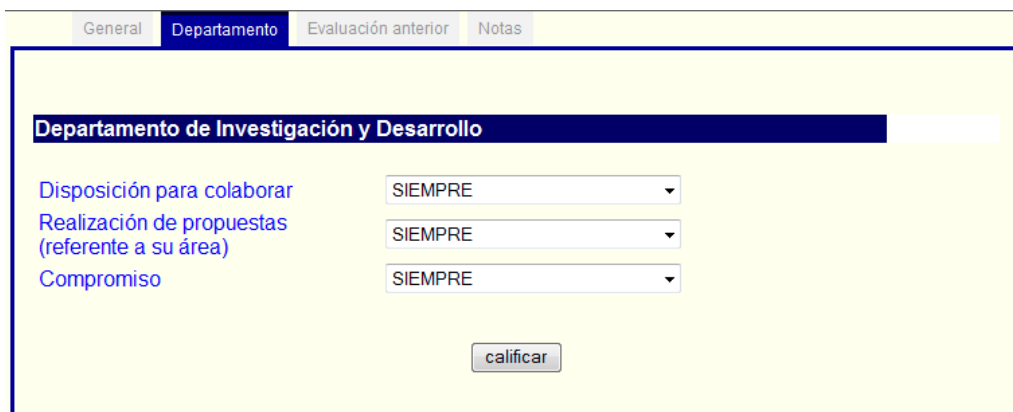 General Departamento Evaluación anterior Notas
Departamento de Investigación y Desarrollo
Disposición para colaborar SIEMPRE
Realización de propuestas
(referente a su área) SIEMPRE
Compromiso SIEMPRE
calificar